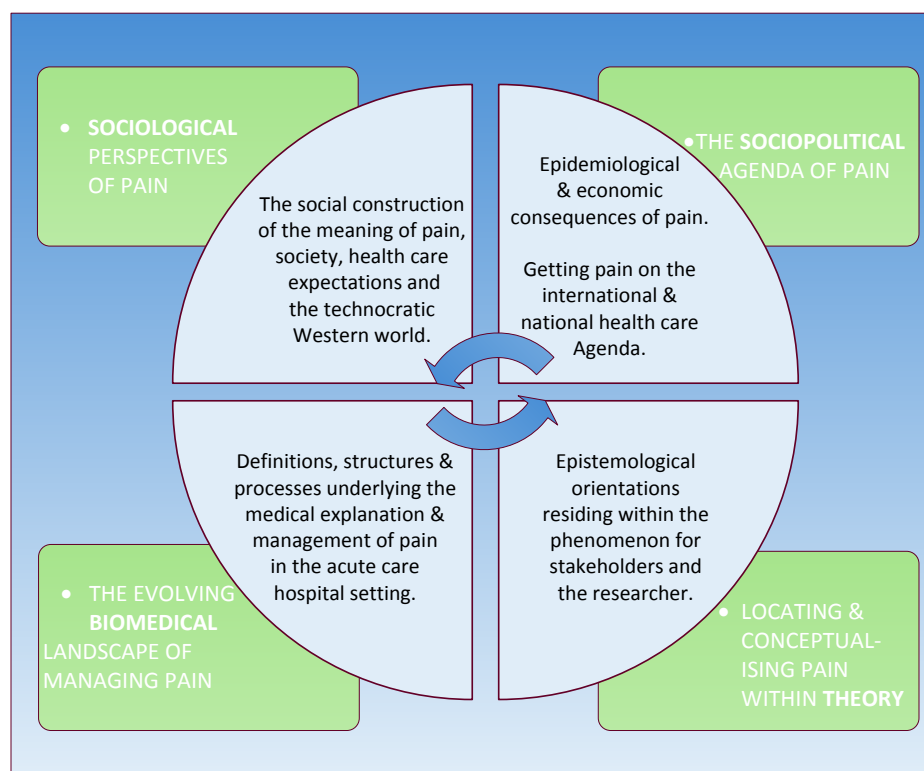 • SOCIOLOGICAL
PERSPECTIVES
OF PAIN
•THE SOCIOPOLITICAL
AGENDA OF PAIN
The social construction
of the meaning of pain,
society, health care
expectations and
the technocratic
Western world.
Epidemiological
& economic
consequences of pain.
Getting pain on the
international &
national health care
Agenda.
Definitions, structures &
processes underlying the
medical explanation &
management of pain
in the acute care
hospital setting.
Epistemological
orientations
residing within the
phenomenon for
stakeholders and
the researcher.
• THE EVOLVING
BIOMEDICAL
LANDSCAPE OF
MANAGING PAIN
• LOCATING &
CONCEPTUAL-
ISING PAIN
WITHIN THEORY